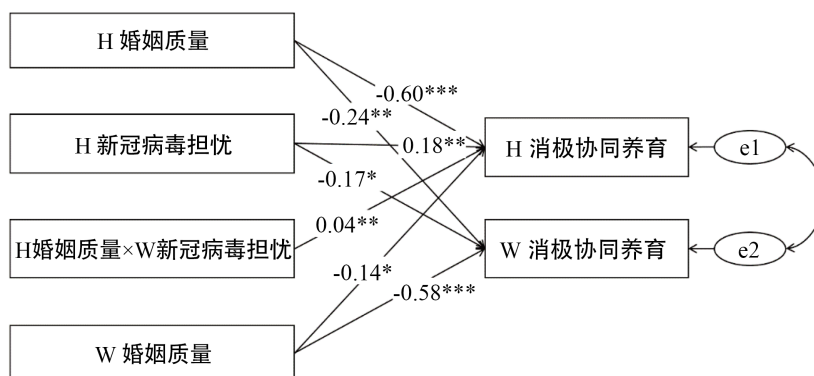 H 婚姻质量
-0.60***
-0.24**
H 新冠病毒担忧
0.18**
H 消极协同养育
e1
-0.17*
H婚姻质量×W新冠病毒担忧
0.04**
W 消极协同养育
e2
-0.14*
-0.58***
W 婚姻质量